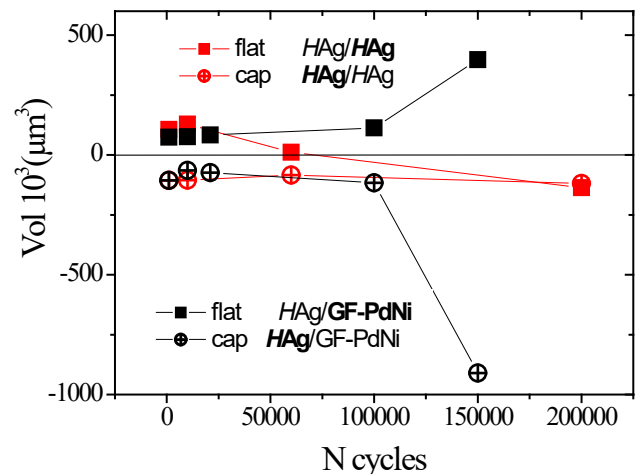 500
flat HAg/HAg
cap HAg/HAg
0
Vol 10³(µm³)
-500
flat HAg/GF-PdNi
cap HAg/GF-PdNi
-1000
0 50000 100000 150000 200000
N cycles